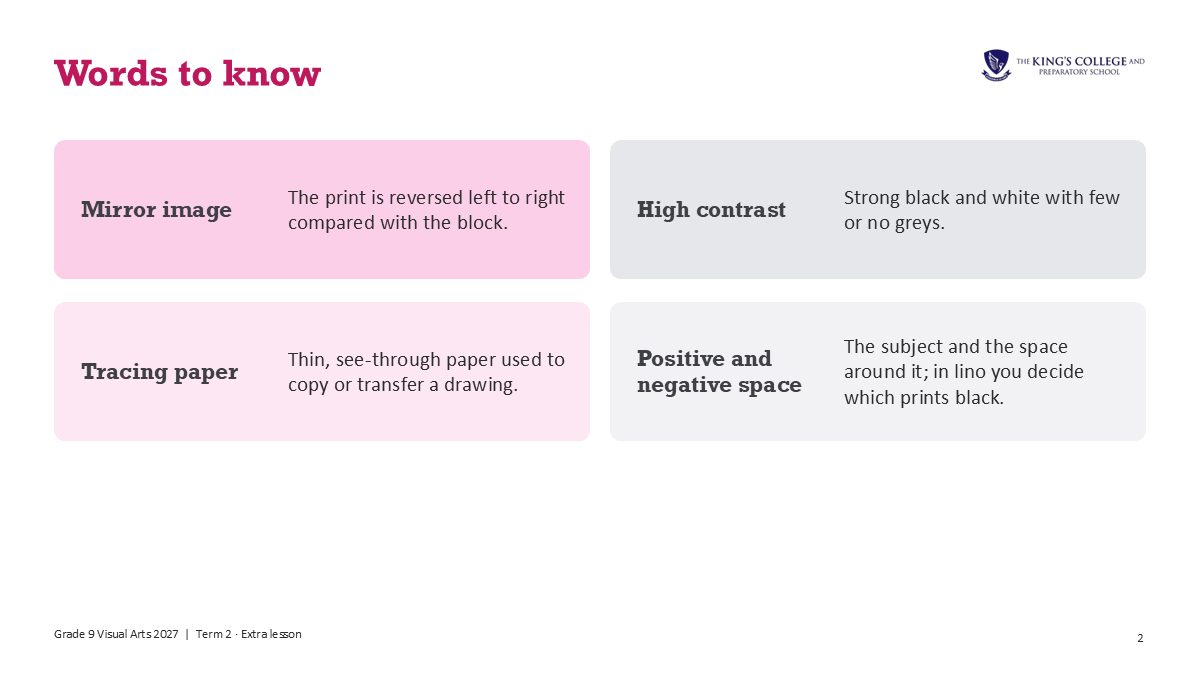 Words to know
THE KING'S COLLEGE AND
PREPARATORY SCHOOL
Mirror image
The print is reversed left to right
compared with the block.
High contrast
Strong black and white with few
or no greys.
Tracing paper
Thin, see-through paper used to
copy or transfer a drawing.
Positive and
negative space
The subject and the space
around it; in lino you decide
which prints black.
Grade 9 Visual Arts 2027 | Term 2 · Extra lesson
2